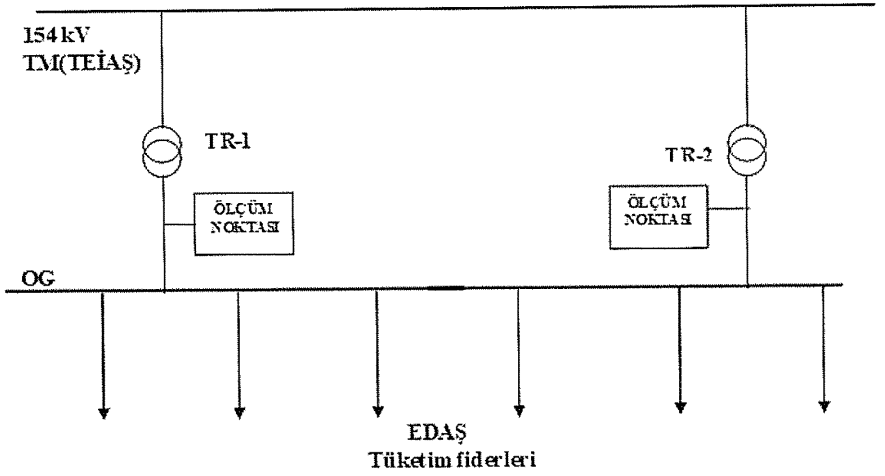 154 kV
TM(TEİAŞ)
TR-1
TR-2
ÖLÇÜM
NOKTASI
ÖLÇÜM
NOKTASI
OG
EDAŞ
Tüketim fiderleri